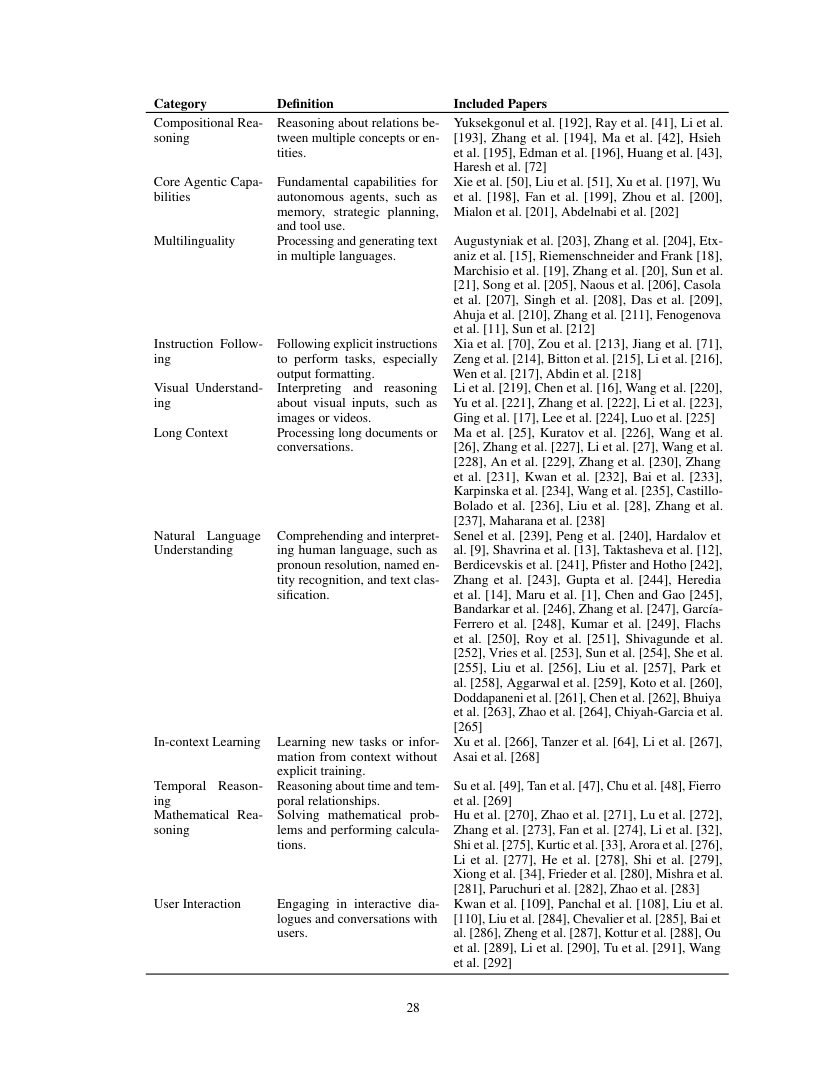 Category Definition Included Papers
Compositional Rea- Reasoning about relations be- Yuksekgonul et al. [192], Ray et al. [41], Li et al.
soning tween multiple concepts or en- [193], Zhang et al. [194], Ma et al. [42], Hsieh
tities. et al. [195], Edman et al. [196], Huang et al. [43],
Haresh et al. [72]
Core Agentic Capa- Fundamental capabilities for Xie et al. [50], Liu et al. [51], Xu et al. [197], Wu
bilities autonomous agents, such as et al. [198], Fan et al. [199], Zhou et al. [200],
memory, strategic planning, Mialon et al. [201], Abdelnabi et al. [202]
and tool use.
Multilinguality Processing and generating text Augustyniak et al. [203], Zhang et al. [204], Etx-
in multiple languages. aniz et al. [15], Riemenschneider and Frank [18],
Marchisio et al. [19], Zhang et al. [20], Sun et al.
[21], Song et al. [205], Naous et al. [206], Casola
et al. [207], Singh et al. [208], Das et al. [209],
Ahuja et al. [210], Zhang et al. [211], Fenogenova
et al. [11], Sun et al. [212]
Instruction Follow- Following explicit instructions Xia et al. [70], Zou et al. [213], Jiang et al. [71],
ing to perform tasks, especially Zeng et al. [214], Bitton et al. [215], Li et al. [216],
output formatting. Wen et al. [217], Abdin et al. [218]
Visual Understand- Interpreting and reasoning Li et al. [219], Chen et al. [16], Wang et al. [220],
ing about visual inputs, such as Yu et al. [221], Zhang et al. [222], Li et al. [223],
images or videos. Ging et al. [17], Lee et al. [224], Luo et al. [225]
Long Context Processing long documents or Ma et al. [25], Kuratov et al. [226], Wang et al.
conversations. [26], Zhang et al. [227], Li et al. [27], Wang et al.
[228], An et al. [229], Zhang et al. [230], Zhang
et al. [231], Kwan et al. [232], Bai et al. [233],
Karpinska et al. [234], Wang et al. [235], Castillo-
Bolado et al. [236], Liu et al. [28], Zhang et al.
[237], Maharana et al. [238]
Natural Language Comprehending and interpret- Senel et al. [239], Peng et al. [240], Hardalov et
Understanding ing human language, such as al. [9], Shavrina et al. [13], Taktasheva et al. [12],
pronoun resolution, named en- Berdicevskis et al. [241], Pfister and Hotho [242],
tity recognition, and text clas- Zhang et al. [243], Gupta et al. [244], Heredia
sification. et al. [14], Maru et al. [1], Chen and Gao [245],
Bandarkar et al. [246], Zhang et al. [247], García-
Ferrero et al. [248], Kumar et al. [249], Flachs
et al. [250], Roy et al. [251], Shivagunde et al.
[252], Vries et al. [253], Sun et al. [254], She et al.
[255], Liu et al. [256], Liu et al. [257], Park et
al. [258], Aggarwal et al. [259], Koto et al. [260],
Doddapaneni et al. [261], Chen et al. [262], Bhuiya
et al. [263], Zhao et al. [264], Chiyah-Garcia et al.
[265]
In-context Learning Learning new tasks or infor- Xu et al. [266], Tanzer et al. [64], Li et al. [267],
mation from context without Asai et al. [268]
explicit training.
Temporal Reason- Reasoning about time and tem- Su et al. [49], Tan et al. [47], Chu et al. [48], Fierro
ing poral relationships. et al. [269]
Mathematical Rea- Solving mathematical prob- Hu et al. [270], Zhao et al. [271], Lu et al. [272],
soning lems and performing calcula- Zhang et al. [273], Fan et al. [274], Li et al. [32],
tions. Shi et al. [275], Kurtic et al. [33], Arora et al. [276],
Li et al. [277], He et al. [278], Shi et al. [279],
Xiong et al. [34], Frieder et al. [280], Mishra et al.
[281], Paruchuri et al. [282], Zhao et al. [283]
User Interaction Engaging in interactive dia- Kwan et al. [109], Panchal et al. [108], Liu et al.
logues and conversations with [110], Liu et al. [284], Chevalier et al. [285], Bai et
users. al. [286], Zheng et al. [287], Kottur et al. [288], Ou
et al. [289], Li et al. [290], Tu et al. [291], Wang
et al. [292]
28